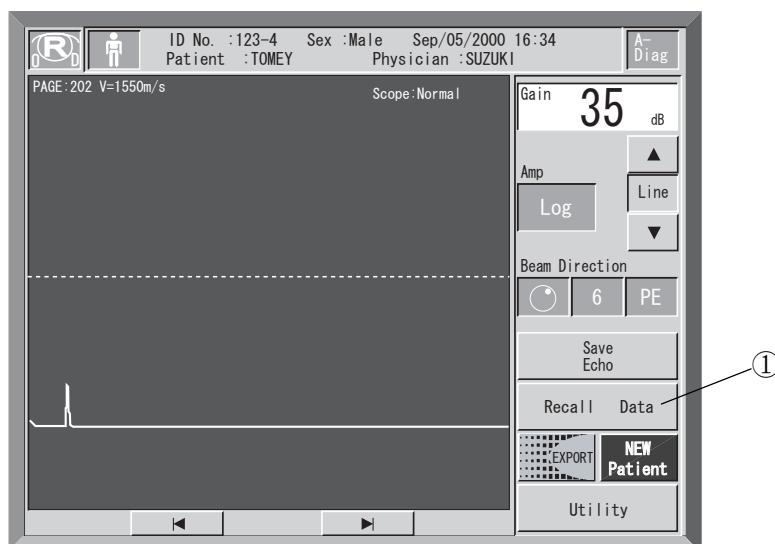 ID No. :123-4 Sex :Male Sep/05/2000 16:34
Patient :TOMEY Physician :SUZUKI
O R D
A-
Diag
PAGE:202 V=1550m/s
Scope:Normal
Gain
35 dB
Amp
Log
Line
Beam Direction
6
PE
Save
Echo
Recall Data
①
EXPORT
NEW
Patient
Utility